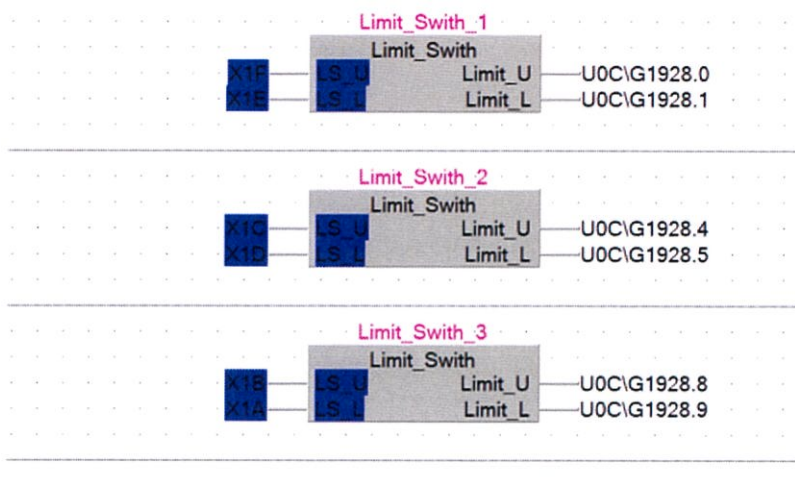 Limit_Swith_1
Limit_Swith
X1F LS_U Limit_U U0C\G1928.0
X1E LS_L Limit_L U0C\G1928.1
Limit_Swith_2
Limit_Swith
X1C LS_U Limit_U U0C\G1928.4
X1D LS_L Limit_L U0C\G1928.5
Limit_Swith_3
Limit_Swith
X1B LS_U Limit_U U0C\G1928.8
X1A LS_L Limit_L U0C\G1928.9